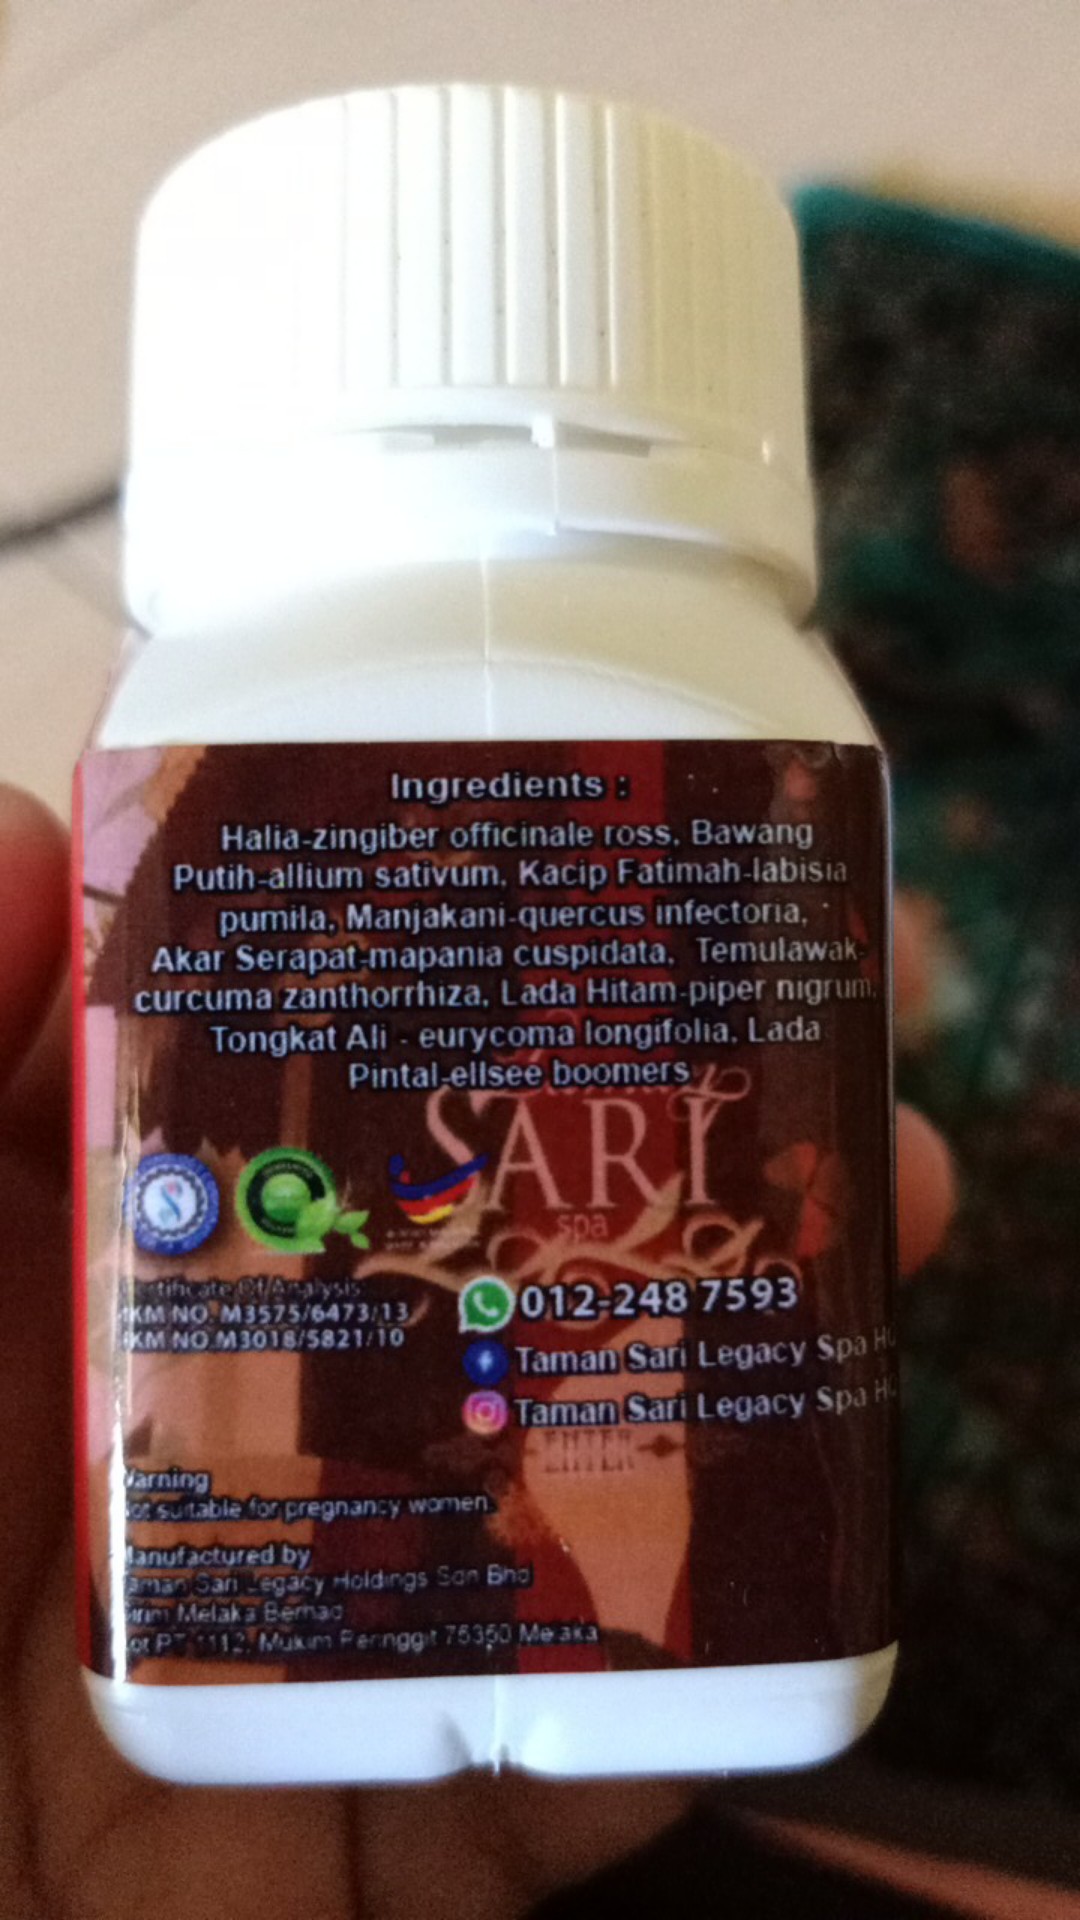 Ingredients :
Halia-zingiber officinale ross, Bawang
Putih-allium sativum, Kacip Fatimah-labisia
pumila, Manjakani-quercus infectoria,
Akar Serapat-mapania cuspidata, Temulawak-
curcuma zanthorrhiza, Lada Hitam-piper nigrum,
Tongkat Ali - eurycoma longifolia, Lada
Pintal-ellsee boomers
SARI
spa
Certificate Of Analysis:
KM NO. M3575/6473/13
KM NO.M3018/5821/10
012-248 7593
Taman Sari Legacy Spa HQ
Taman Sari Legacy Spa HQ
Warning
Not suitable for pregnancy women.
Manufactured by
Taman Sari Legacy Holdings Sdn Bhd
Melaka Berhad
Lot PT 1112, Mukim Peringgit 75350 Melaka